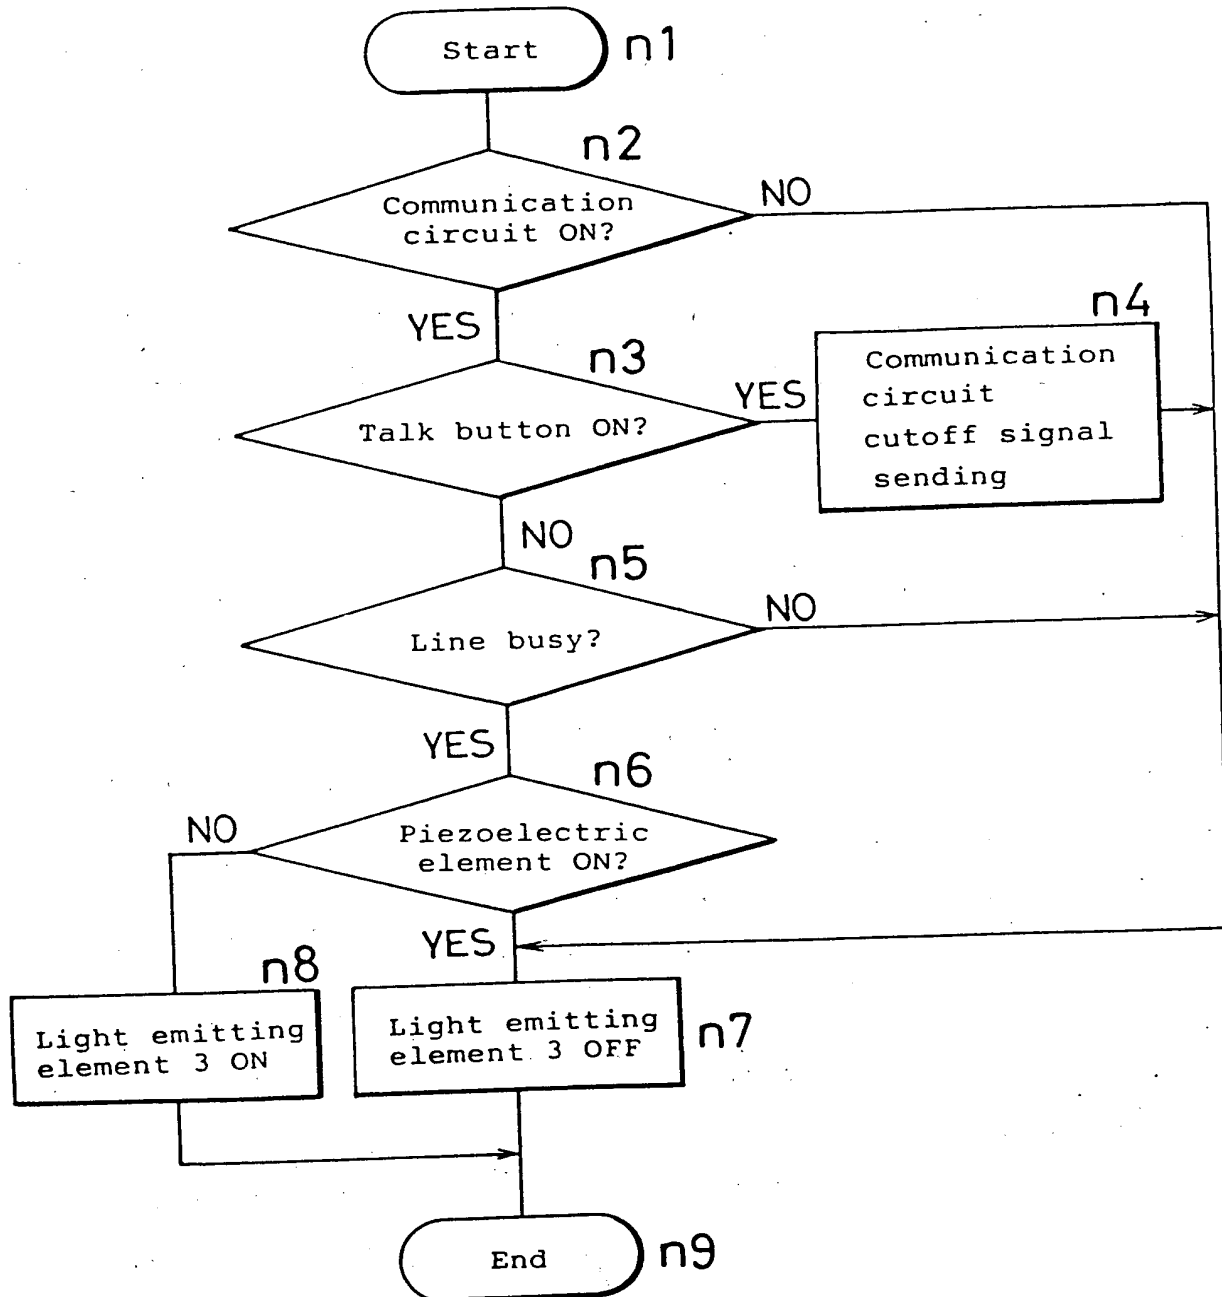 Start
n1
n2
Communication
circuit ON?
NO
YES
n3
Talk button ON?
YES
n4
Communication
circuit
cutoff signal
sending
NO
n5
Line busy?
NO
YES
n6
Piezoelectric
element ON?
NO
YES
n8
Light emitting
element 3 ON
Light emitting
element 3 OFF
n7
End
n9